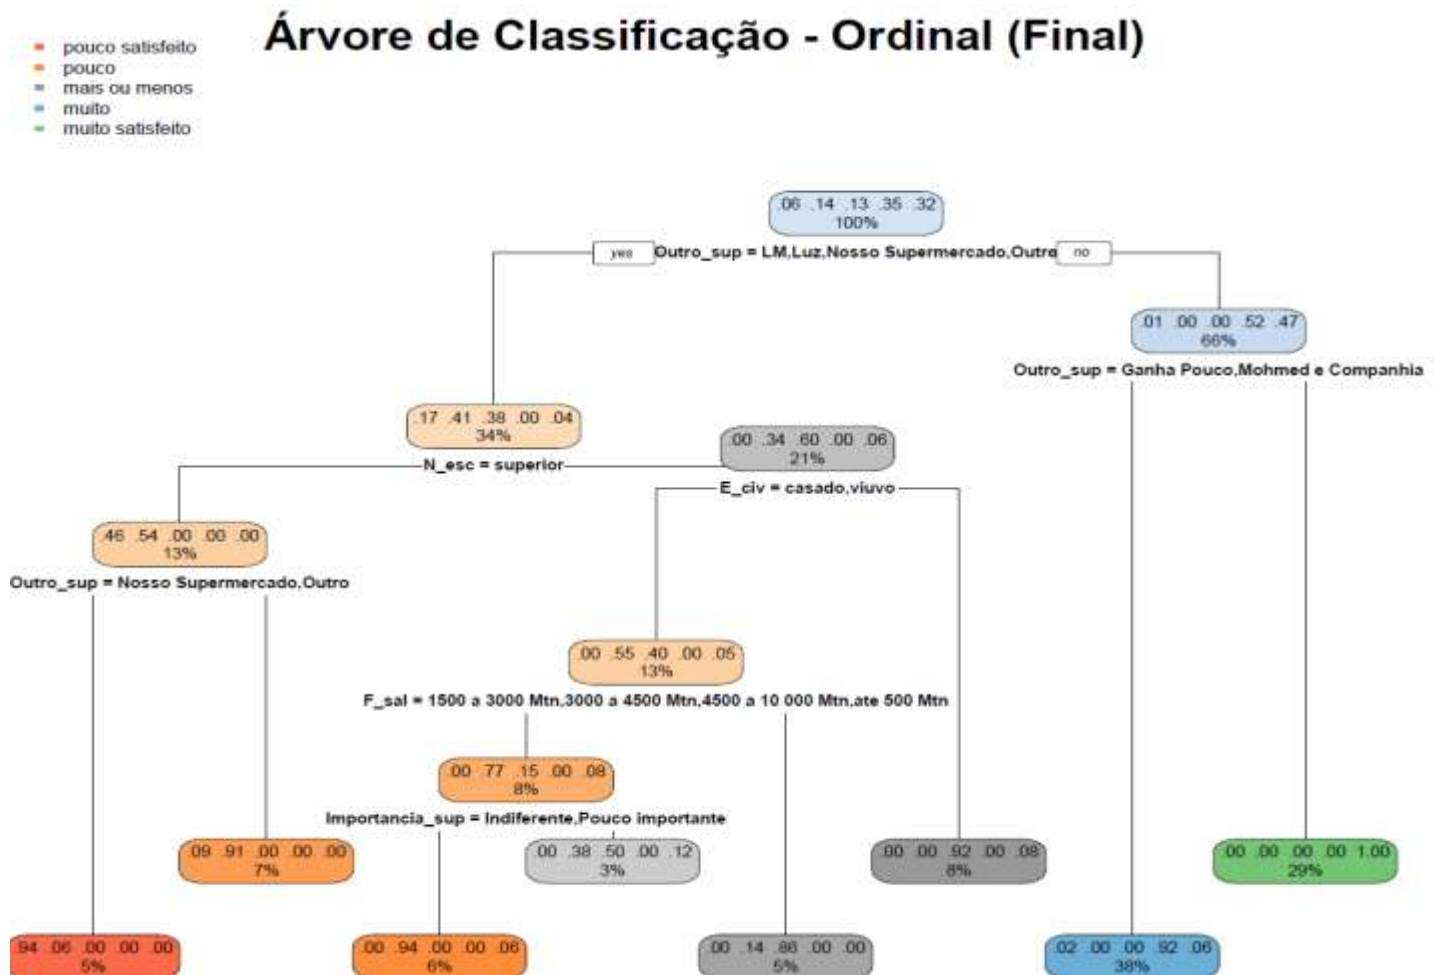 Árvore de Classificação - Ordinal (Final)
pouco satisfeito
pouco
mais ou menos
muito
muito satisfeito
.06 .14 .13 .35 .32
100%
yes Outro_sup = LM,Luz,Nosso Supermercado,Outro no
.01 .00 .00 .52 .47
66%
Outro_sup = Ganha Pouco,Mohmed e Companhia
.17 .41 .38 .00 .04
34%
N_esc = superior
.00 .34 .60 .00 .06
21%
E_civ = casado,viuvo
.46 .54 .00 .00 .00
13%
Outro_sup = Nosso Supermercado,Outro
.00 .55 .40 .00 .05
13%
F_sal = 1500 a 3000 Mtn,3000 a 4500 Mtn,4500 a 10 000 Mtn,ate 500 Mtn
.00 .77 .15 .00 .08
8%
Importancia_sup = Indiferente,Pouco importante
.09 .91 .00 .00 .00
7%
.00 .38 .50 .00 .12
3%
.00 .00 .92 .00 .08
8%
.00 .00 .00 .00 1.00
29%
.94 .06 .00 .00 .00
5%
.00 .94 .00 .00 .06
6%
.00 .14 .86 .00 .00
5%
.02 .00 .00 .92 .06
38%